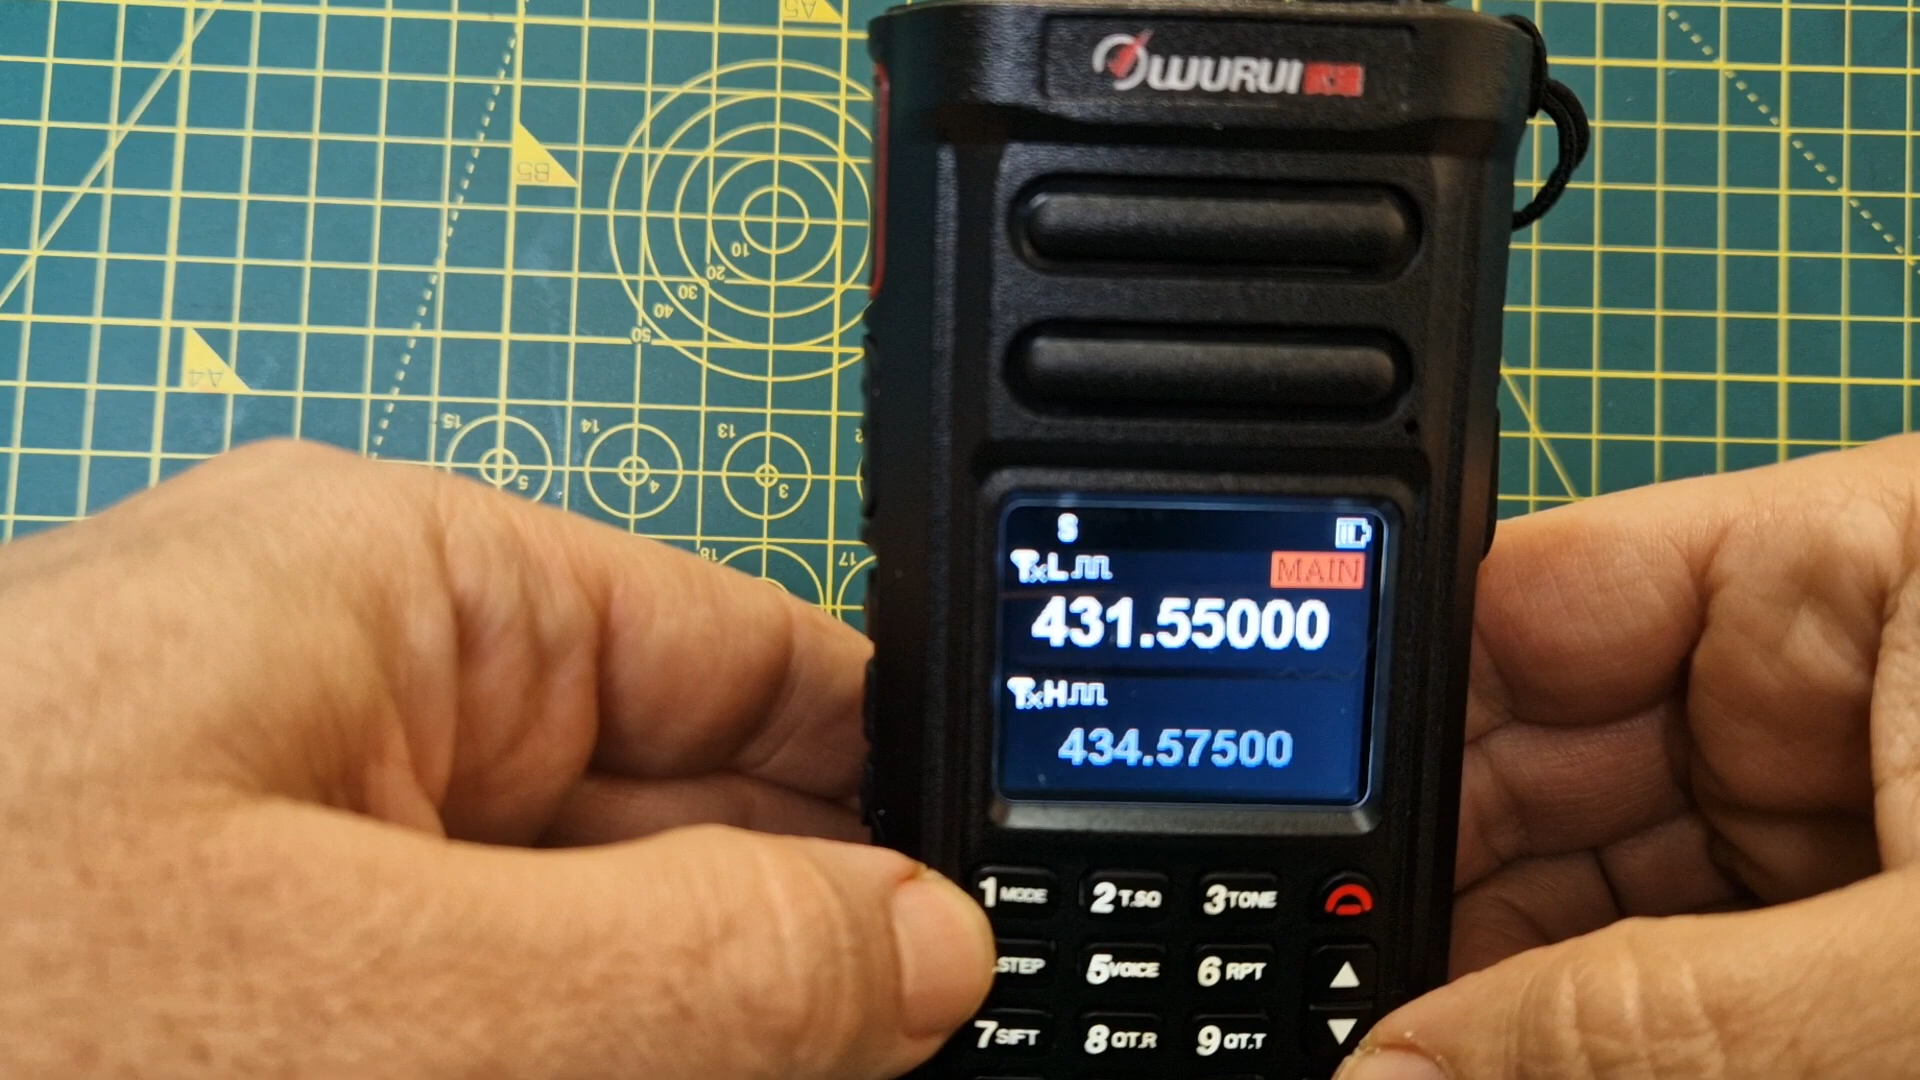 A5
WURUI
B5
10
20
30
40
50
A4
15
14
13
5
4
3
18
17
S
TxL
MAIN
431.55000
TxH
434.57500
1 MODE 2 T.SQ 3 TONE
STEP 5 VOICE 6 RPT
7 SIFT 8 OT.R 9 OT.T